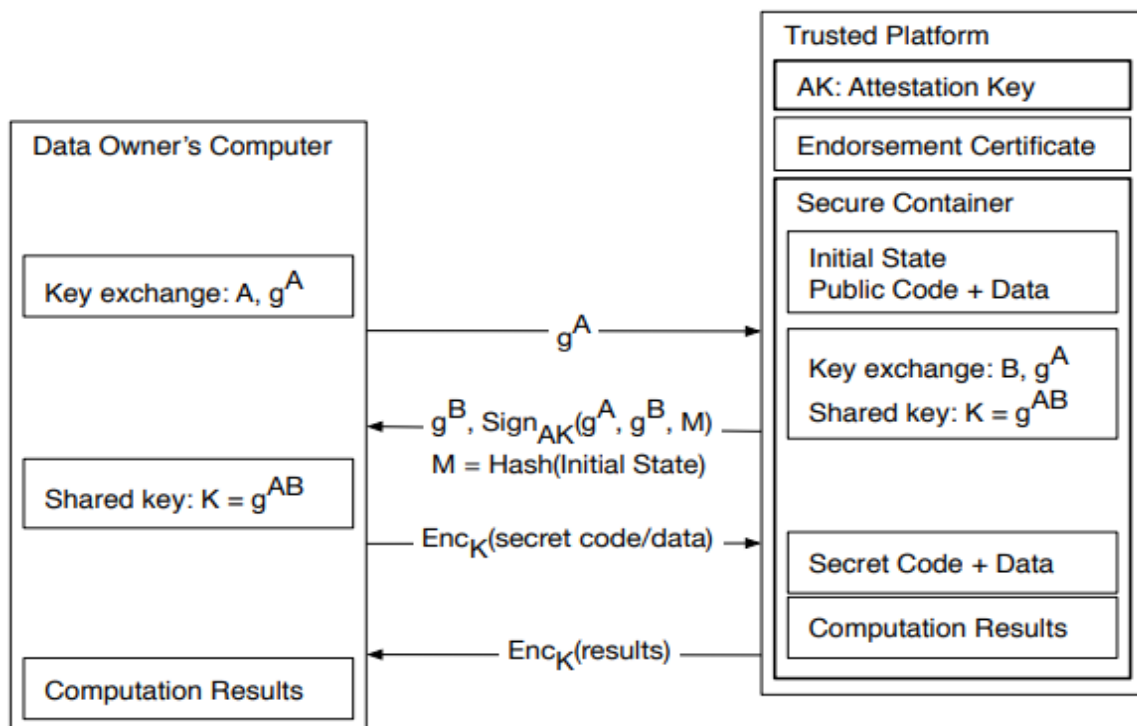 Trusted Platform
AK: Attestation Key
Endorsement Certificate
Secure Container
Initial State
Public Code + Data
Key exchange: B, g^A
Shared key: K = g^AB
Secret Code + Data
Computation Results
Data Owner's Computer
Key exchange: A, g^A
Shared key: K = g^AB
Computation Results
g^A
g^B, Sign_AK(g^A, g^B, M)
M = Hash(Initial State)
Enc_K(secret code/data)
Enc_K(results)